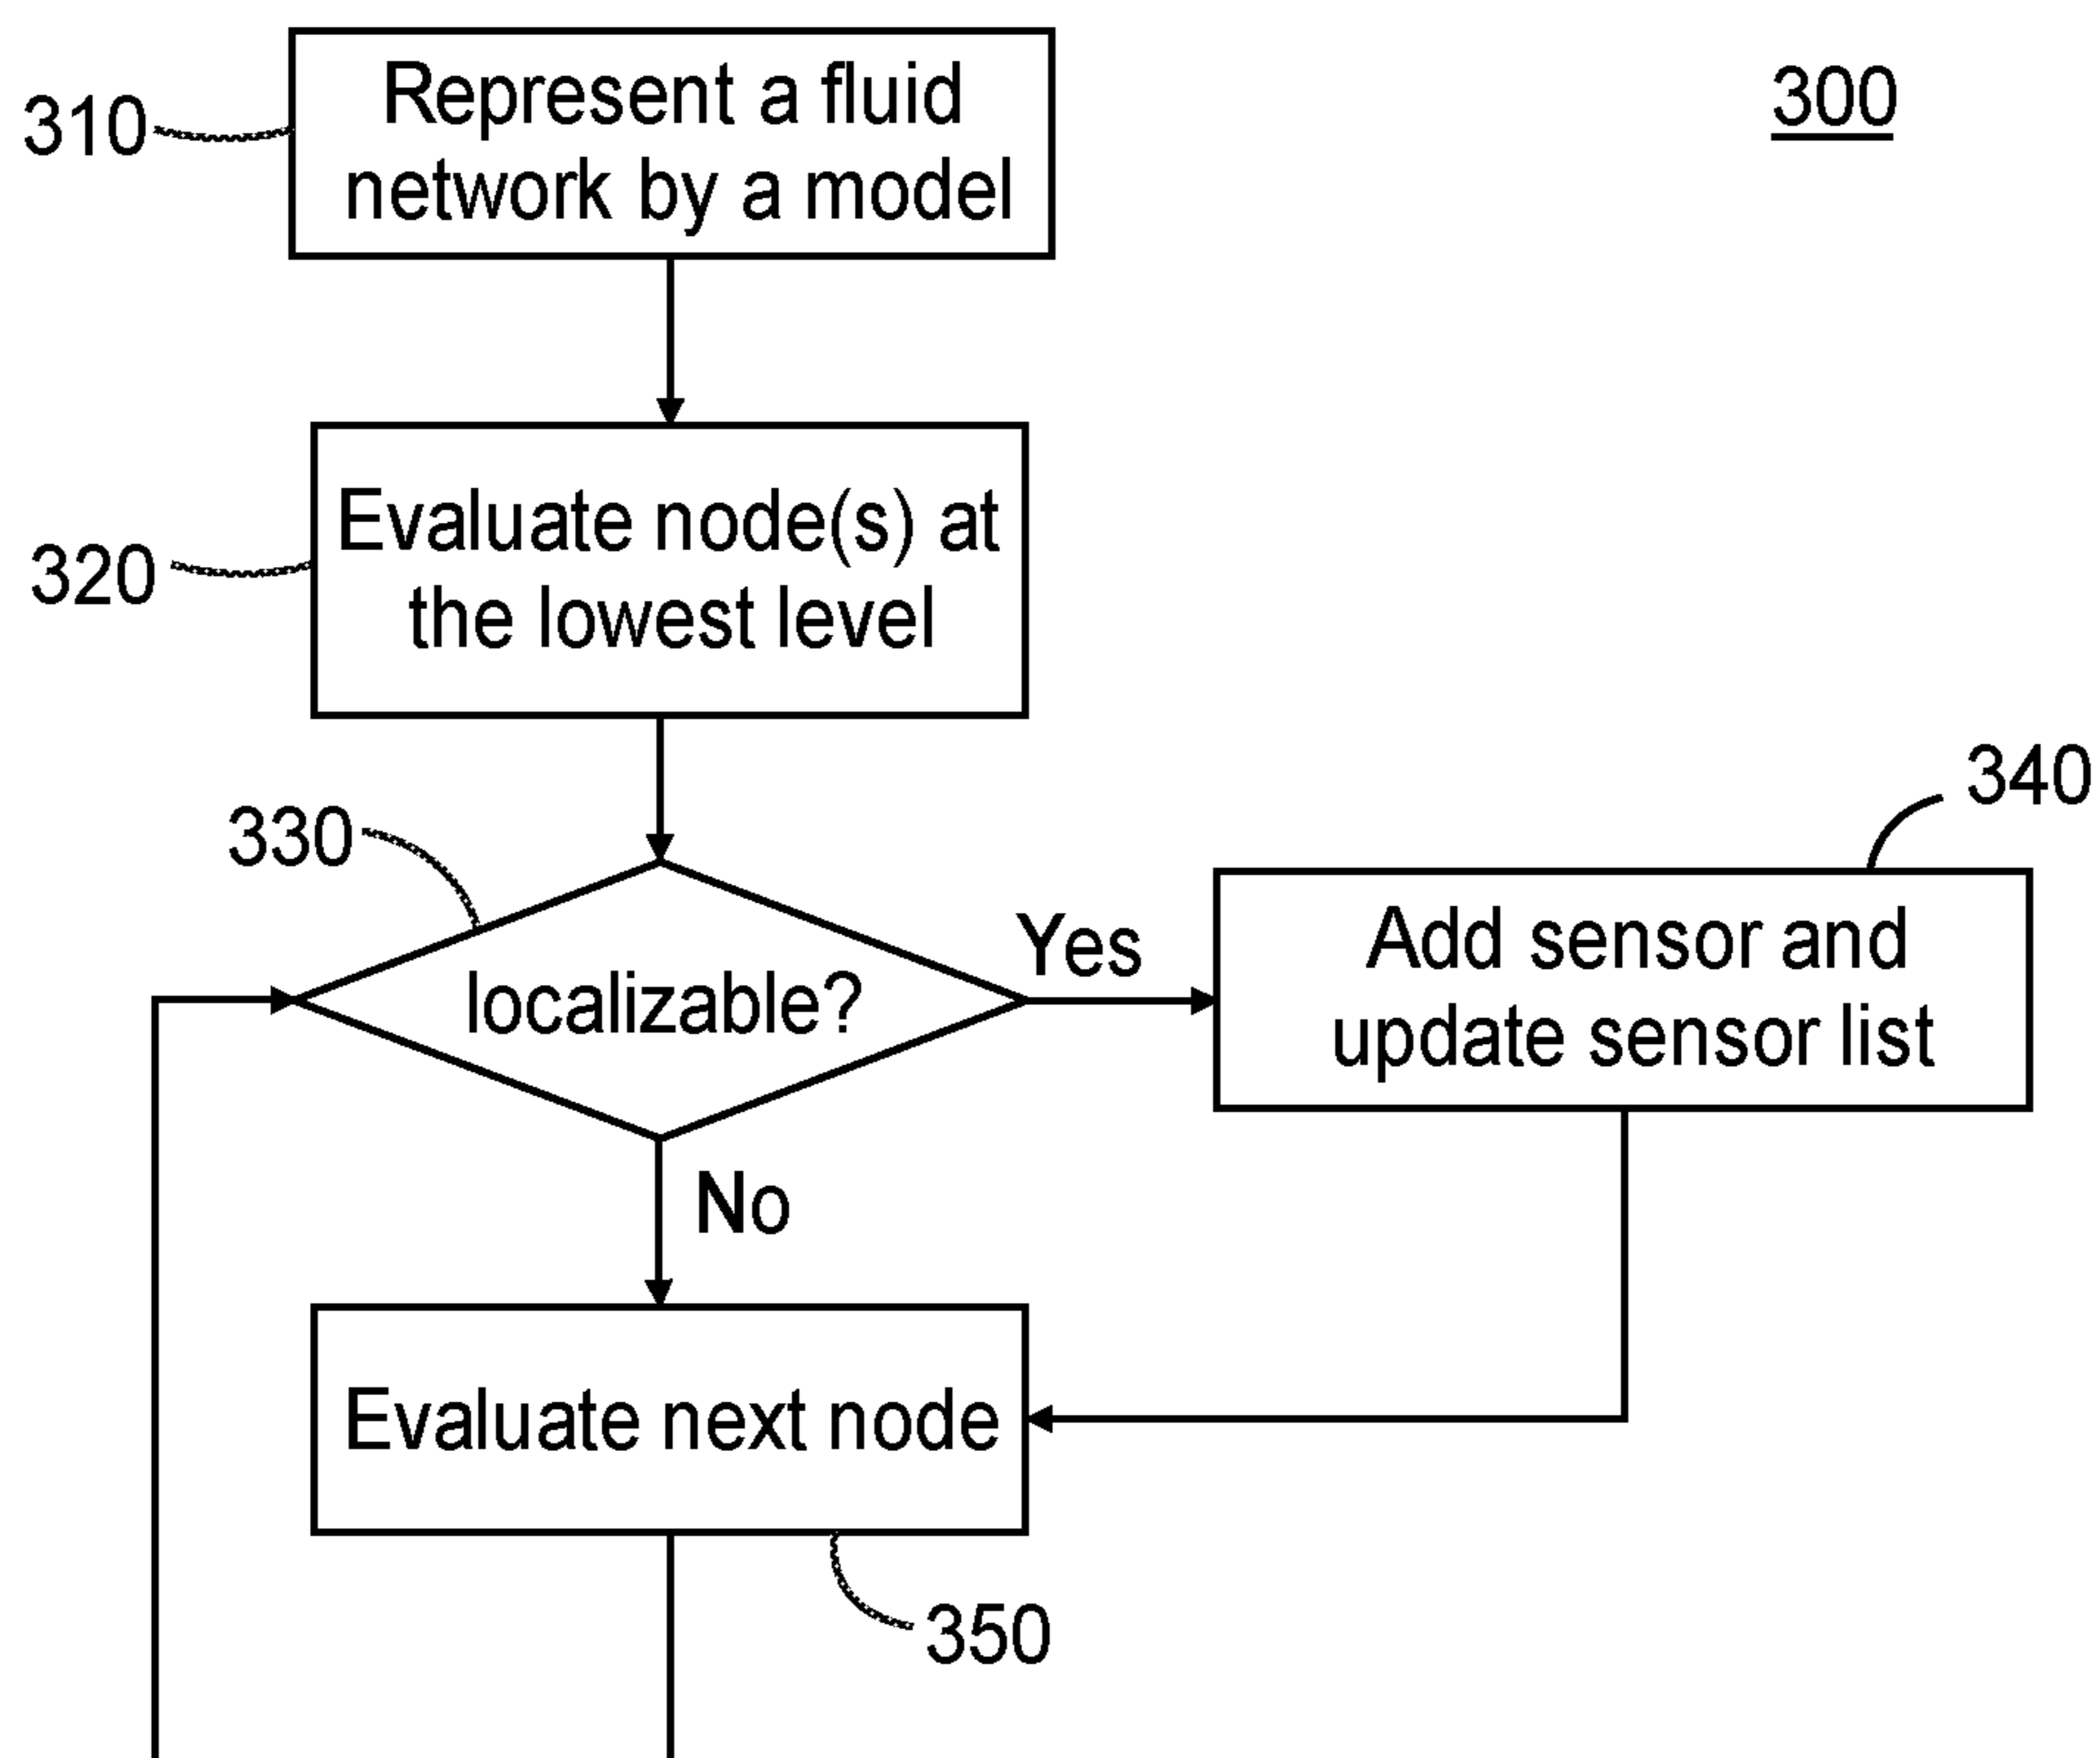 300
310
Represent a fluid
network by a model
320
Evaluate node(s) at
the lowest level
330
localizable?
Yes
340
Add sensor and
update sensor list
No
Evaluate next node
350